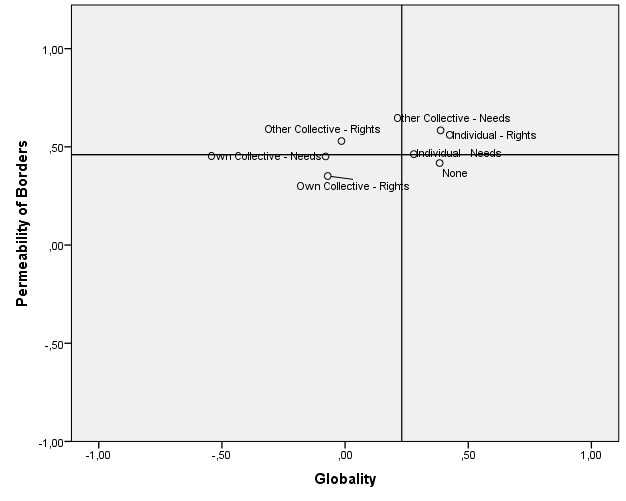 1,00
Other Collective - Needs
Other Collective - Rights
Individual - Rights
,50
Individual - Needs
Own Collective - Needs
None
Own Collective - Rights
Permeability of Borders
,00
-,50
-1,00
-1,00
-,50
,00
,50
1,00
Globality